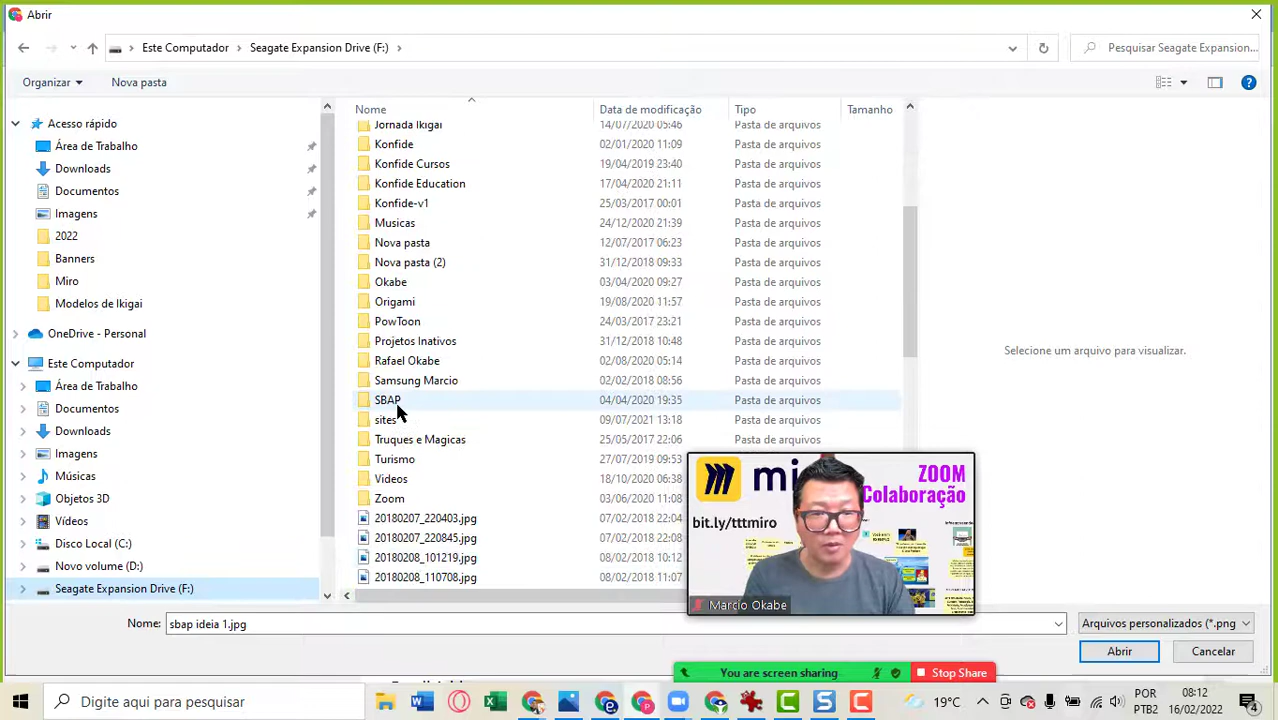 Abrir
Este Computador > Seagate Expansion Drive (F:) >
Pesquisar Seagate Expansion...
Organizar
Nova pasta
Acesso rápido
Área de Trabalho
Downloads
Documentos
Imagens
2022
Banners
Miro
Modelos de Ikigai
OneDrive - Personal
Este Computador
Área de Trabalho
Documentos
Downloads
Imagens
Músicas
Objetos 3D
Vídeos
Disco Local (C:)
Novo volume (D:)
Seagate Expansion Drive (F:)
Nome Data de modificação Tipo Tamanho
Jornada Ikigai 14/07/2020 05:46 Pasta de arquivos
Konfide 02/01/2020 11:09 Pasta de arquivos
Konfide Cursos 19/04/2019 23:40 Pasta de arquivos
Konfide Education 17/04/2020 21:11 Pasta de arquivos
Konfide-v1 25/03/2017 00:01 Pasta de arquivos
Musicas 24/12/2020 21:39 Pasta de arquivos
Nova pasta 12/07/2017 06:23 Pasta de arquivos
Nova pasta (2) 31/12/2018 09:33 Pasta de arquivos
Okabe 03/04/2020 09:27 Pasta de arquivos
Origami 19/08/2020 11:57 Pasta de arquivos
PowToon 24/03/2017 23:21 Pasta de arquivos
Projetos Inativos 31/12/2018 10:48 Pasta de arquivos
Rafael Okabe 02/08/2020 05:14 Pasta de arquivos
Samsung Marcio 02/02/2018 08:56 Pasta de arquivos
SBAP 04/04/2020 19:35 Pasta de arquivos
sites 09/07/2021 13:18 Pasta de arquivos
Truques e Magicas 25/05/2017 22:06 Pasta de arquivos
Turismo 27/07/2019 09:53
Videos 18/10/2020 06:38
Zoom 03/06/2020 11:08
20180207_220403.jpg 07/02/2018 22:04
20180207_220845.jpg 07/02/2018 22:08
20180208_101219.jpg 08/02/2018 10:12
20180208_110708.jpg 08/02/2018 11:07
Selecione um arquivo para visualizar.
mi
ZOOM
Colaboração
bit.ly/tttmiro
Marcio Okabe
Nome: sbap ideia 1.jpg
Arquivos personalizados (*.png
Abrir
Cancelar
You are screen sharing
Stop Share
Digite aqui para pesquisar
19°C
POR
PTB2
08:12
16/02/2022
4